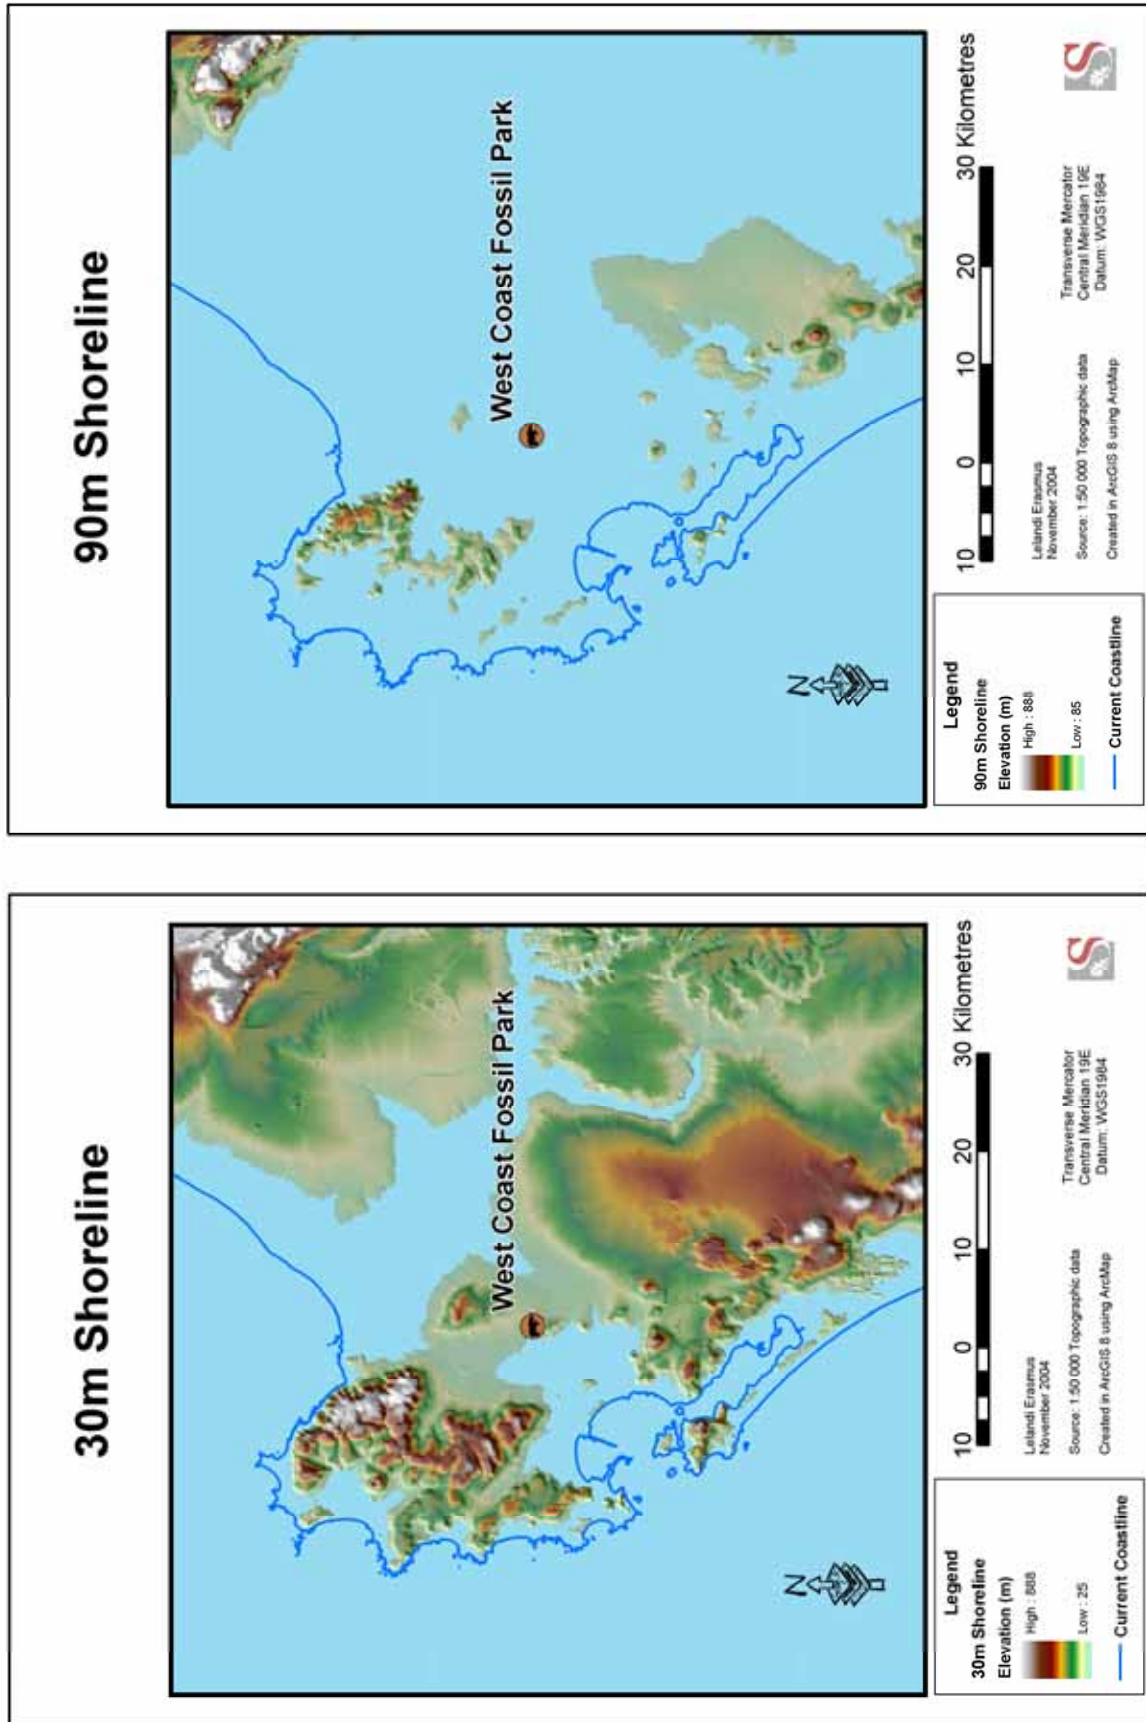 30m Shoreline
West Coast Fossil Park
N
Legend
30m Shoreline
Elevation (m)
High : 888
Low : 25
Current Coastline
10 0 10 20 30 Kilometres
Lelandi Erasmus
November 2004
Source: 1:50 000 Topographic data
Created in ArcGIS 8 using ArcMap
Transverse Mercator
Central Meridian 19E
Datum: WGS1984
S
90m Shoreline
West Coast Fossil Park
N
Legend
90m Shoreline
Elevation (m)
High : 888
Low : 85
Current Coastline
10 0 10 20 30 Kilometres
Lelandi Erasmus
November 2004
Source: 1:50 000 Topographic data
Created in ArcGIS 8 using ArcMap
Transverse Mercator
Central Meridian 19E
Datum: WGS1984
S